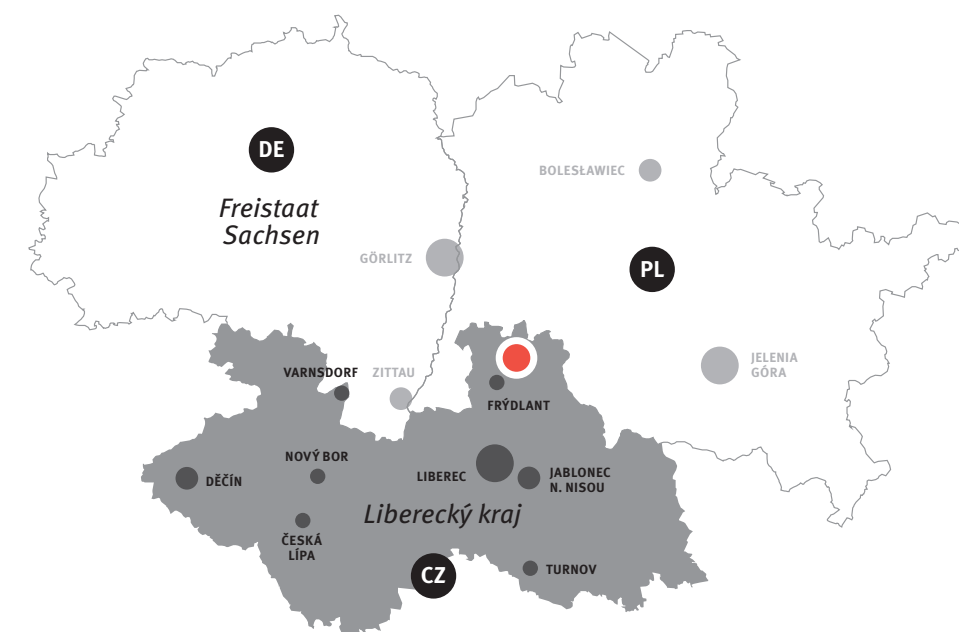 DE
BOLESŁAWIEC
Freistaat
Sachsen
GÖRLITZ
PL
JELENIA
GÓRA
VARNSDORF
ZITTAU
FRÝDLANT
NOVÝ BOR
LIBEREC
JABLONEC
N. NISOU
DĚČÍN
Liberecký kraj
ČESKÁ
LÍPA
CZ
TURNOV